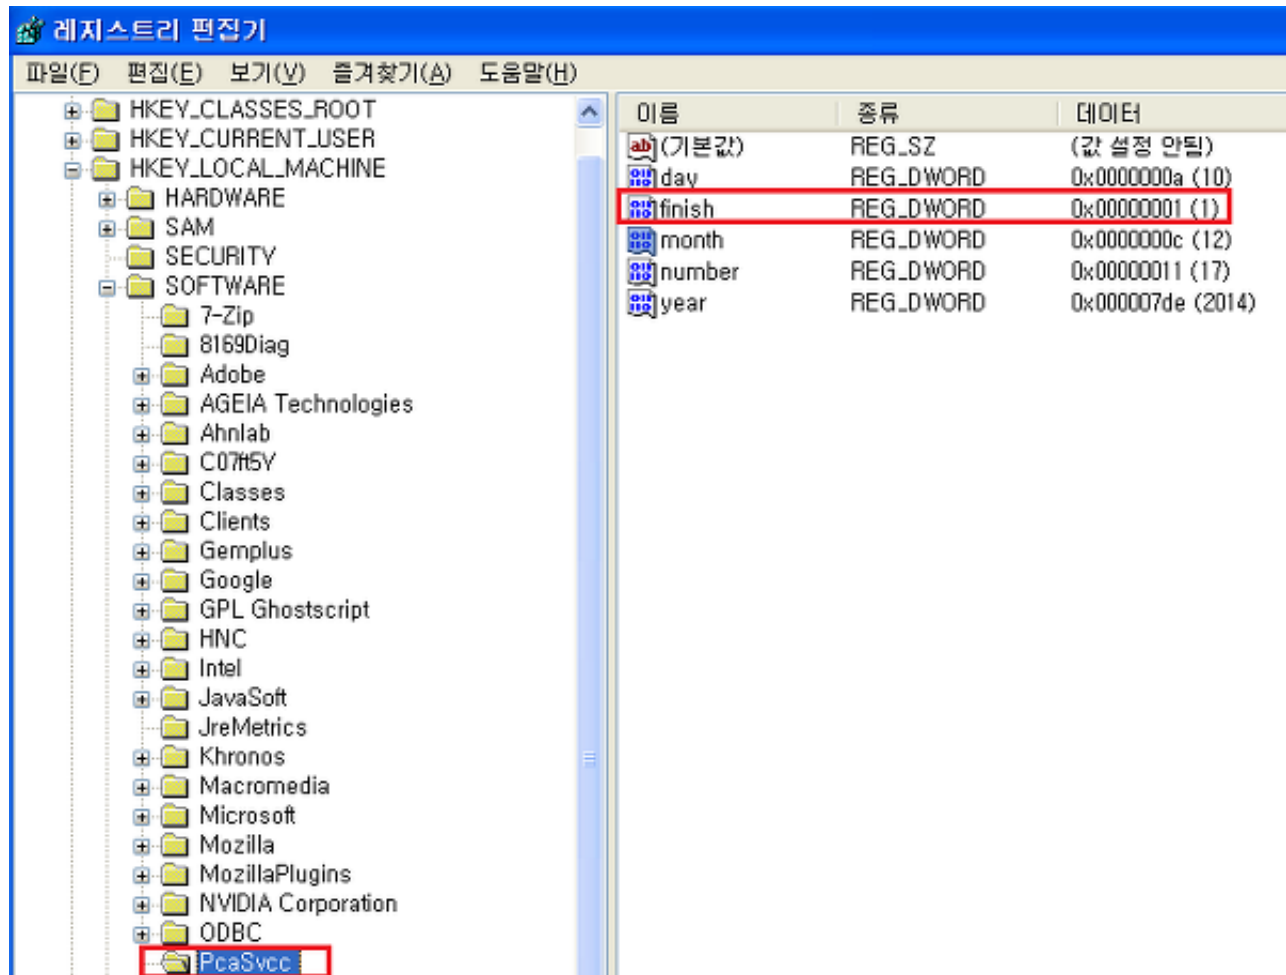 레지스트리 편집기
파일(F) 편집(E) 보기(V) 즐겨찾기(A) 도움말(H)
HKEY_CLASSES_ROOT
HKEY_CURRENT_USER
HKEY_LOCAL_MACHINE
HARDWARE
SAM
SECURITY
SOFTWARE
7-Zip
8169Diag
Adobe
AGEIA Technologies
Ahnlab
C07ft5Y
Classes
Clients
Gemplus
Google
GPL Ghostscript
HNC
Intel
JavaSoft
JreMetrics
Khronos
Macromedia
Microsoft
Mozilla
MozillaPlugins
NVIDIA Corporation
ODBC
PcaSvcc
이름 종류 데이터
(기본값) REG_SZ (값 설정 안됨)
day REG_DWORD 0x0000000a (10)
finish REG_DWORD 0x00000001 (1)
month REG_DWORD 0x0000000c (12)
number REG_DWORD 0x00000011 (17)
year REG_DWORD 0x000007de (2014)